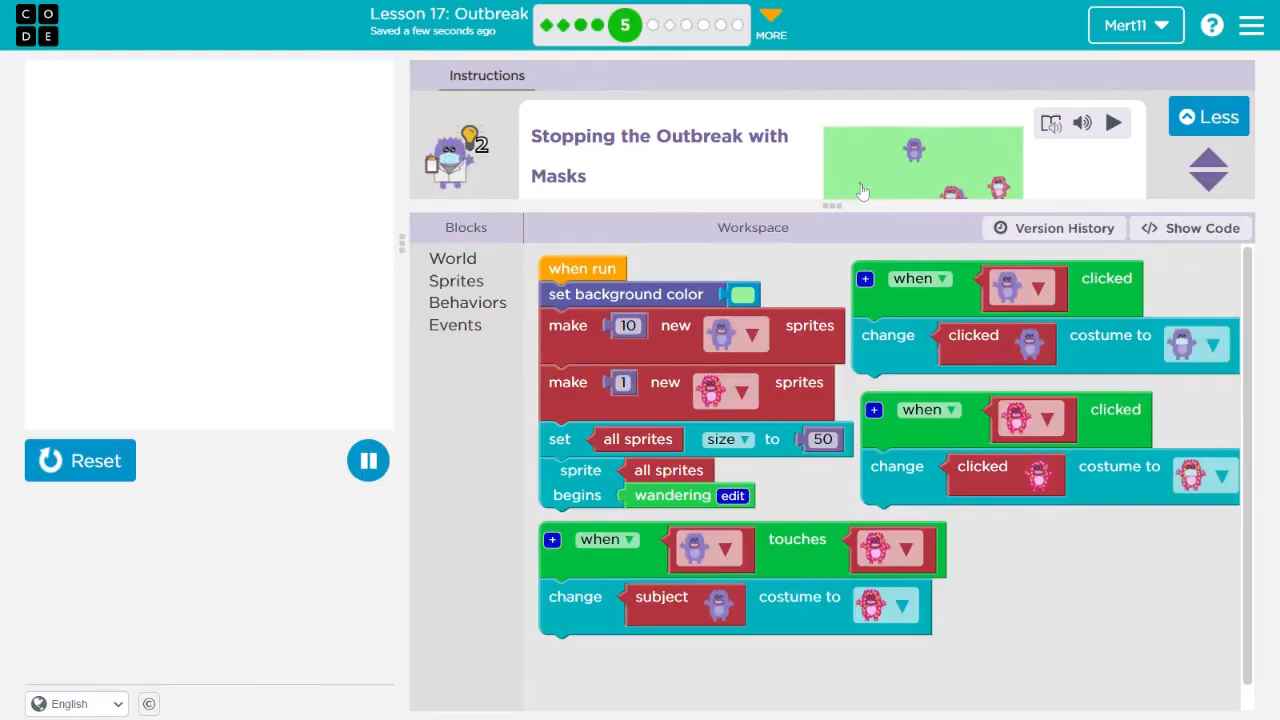 CO
DE
Lesson 17: Outbreak
Saved a few seconds ago
5
MORE
Mert11
?
Instructions
2
Stopping the Outbreak with
Masks
Less
Blocks
Workspace
Version History
</> Show Code
World
Sprites
Behaviors
Events
when run
set background color
make 10 new sprites
make 1 new sprites
set all sprites size to 50
sprite all sprites
begins wandering edit
+ when clicked
change clicked costume to
+ when clicked
change clicked costume to
+ when touches
change subject costume to
Reset
English
©